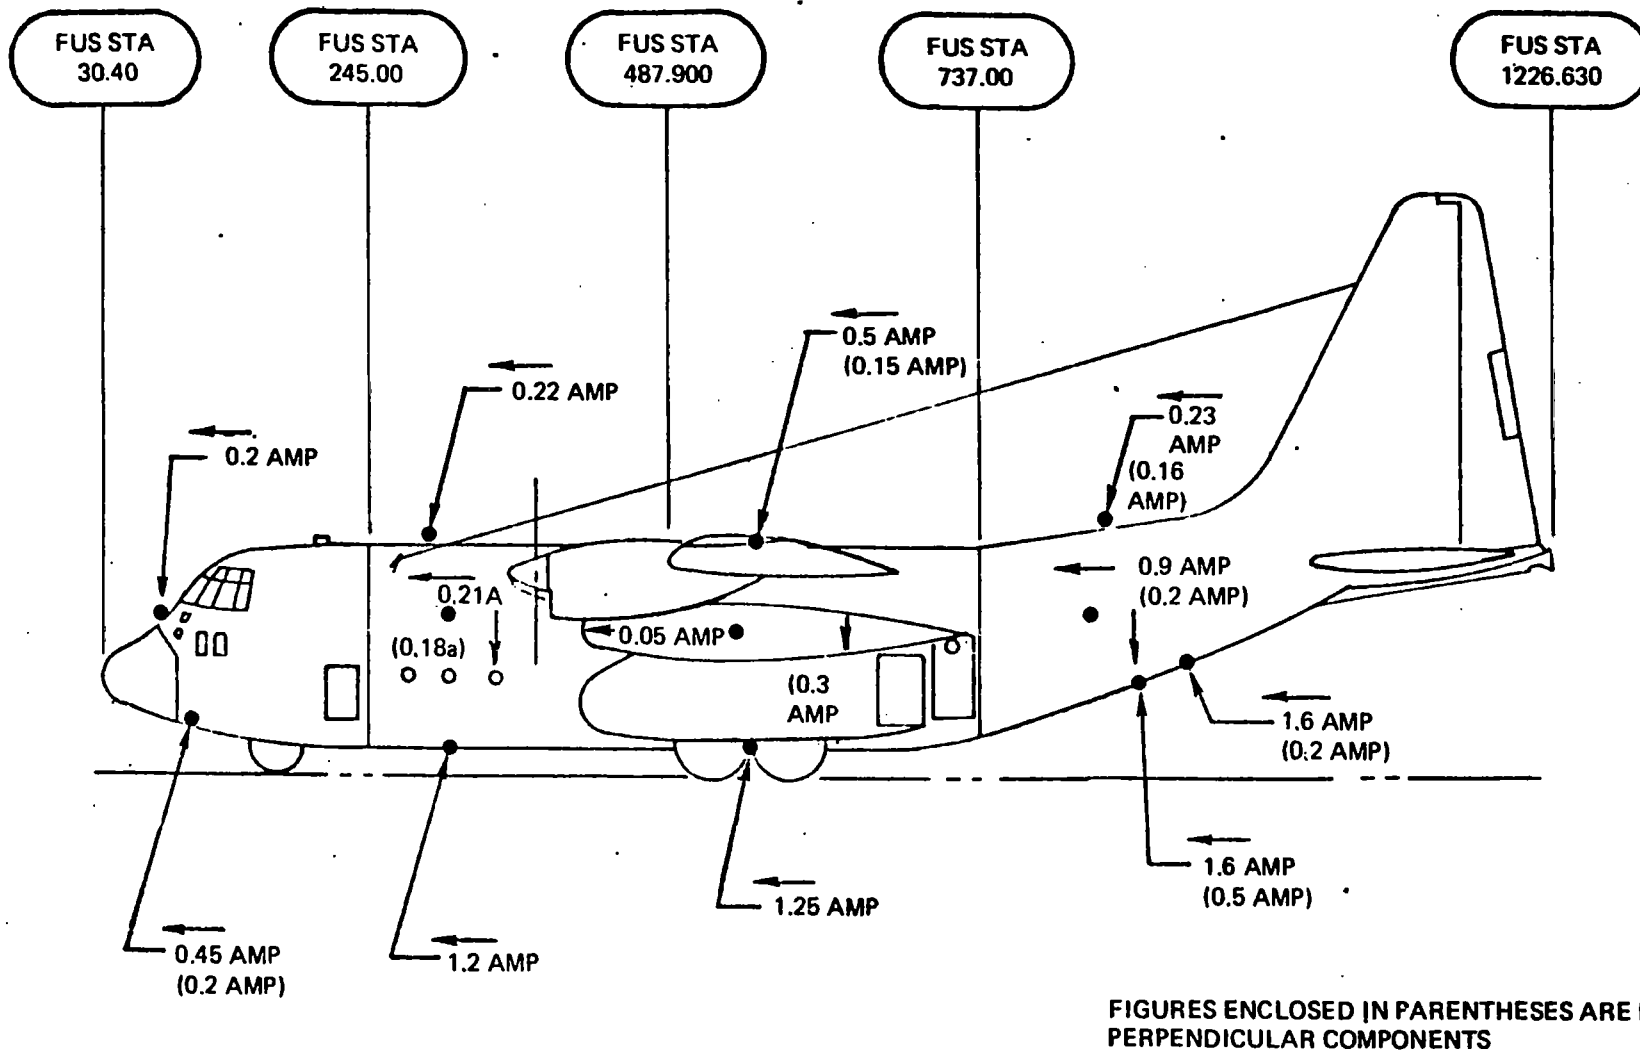 FUS STA
30.40
FUS STA
245.00
FUS STA
487.900
FUS STA
737.00
FUS STA
1226.630
0.5 AMP
(0.15 AMP)
0.22 AMP
0.23
AMP
(0.16
AMP)
0.2 AMP
0.9 AMP
(0.2 AMP)
0.21A
0.05 AMP
(0.18a)
(0.3
AMP
1.6 AMP
(0.2 AMP)
1.6 AMP
(0.5 AMP)
1.25 AMP
0.45 AMP
(0.2 AMP)
1.2 AMP
FIGURES ENCLOSED IN PARENTHESES ARE
PERPENDICULAR COMPONENTS